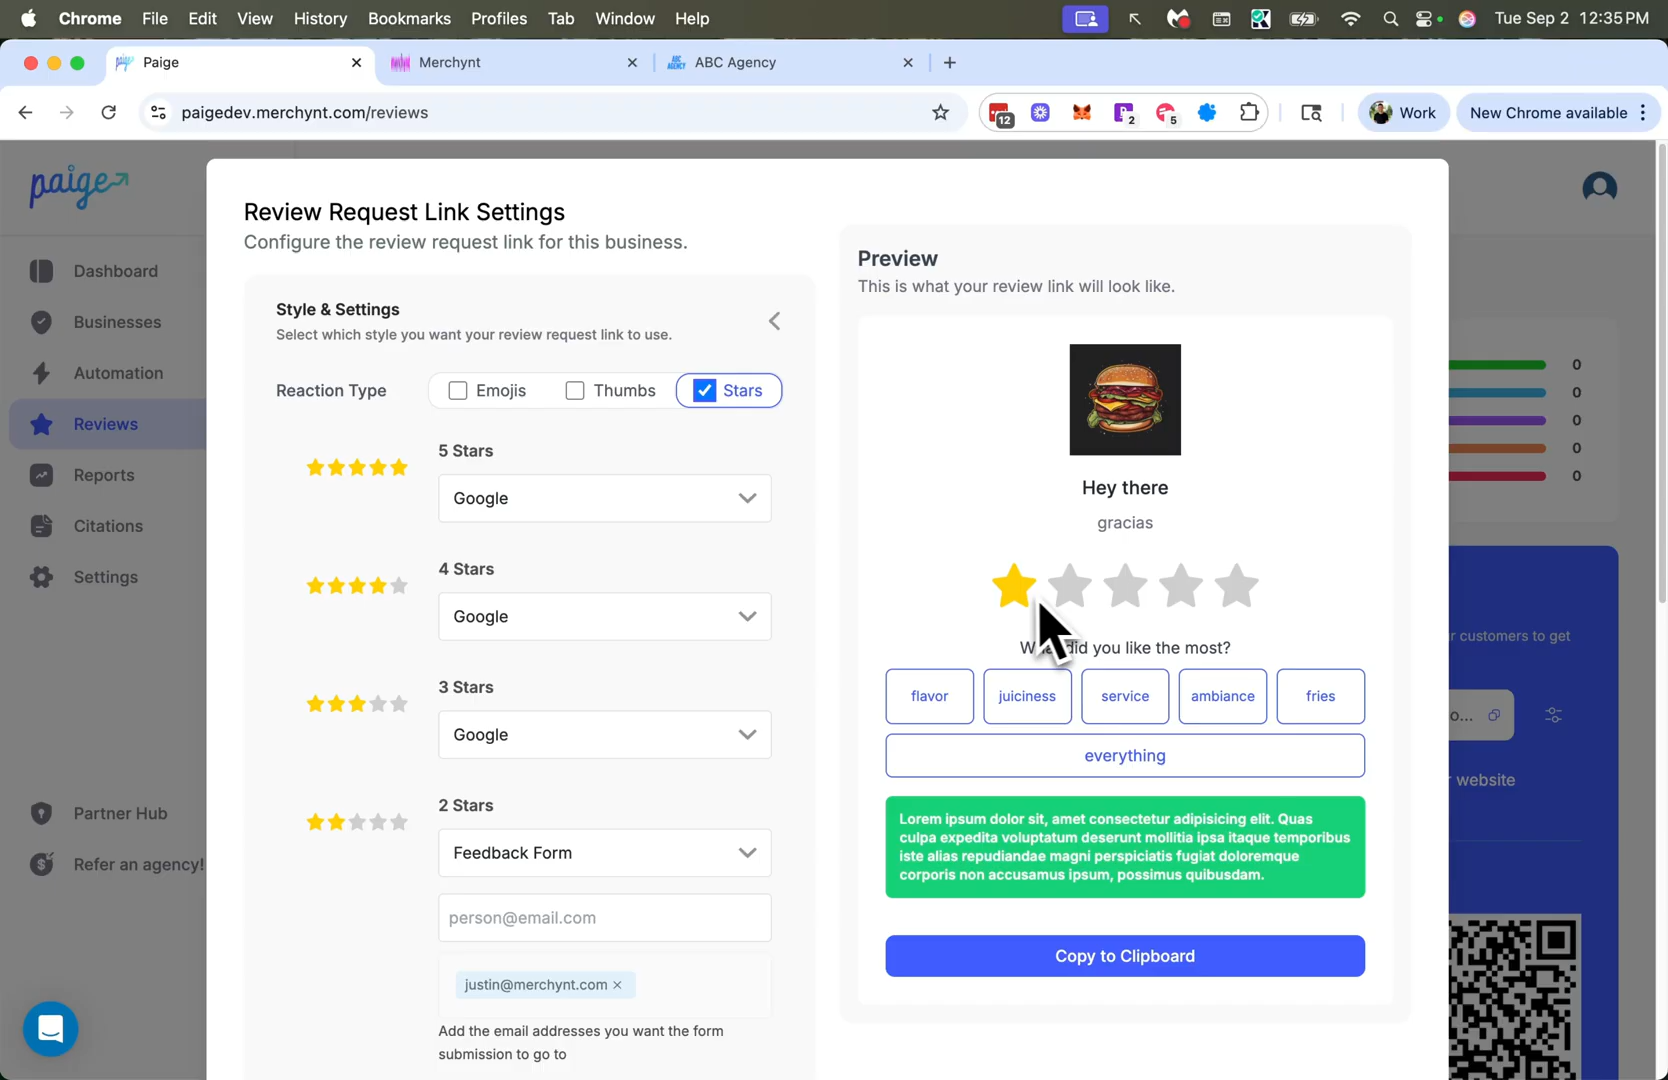 Chrome File Edit View History Bookmarks Profiles Tab Window Help
Tue Sep 2 12:35 PM
Paige
Merchynt
ABC Agency
paigedev.merchynt.com/reviews
12
2
5
Work
New Chrome available
paige
Dashboard
Businesses
Automation
Reviews
Reports
Citations
Settings
Partner Hub
Refer an agency!
Review Request Link Settings
Configure the review request link for this business.
Style & Settings
Select which style you want your review request link to use.
Reaction Type
Emojis
Thumbs
Stars
5 Stars
Google
4 Stars
Google
3 Stars
Google
2 Stars
Feedback Form
person@email.com
justin@merchynt.com ×
Add the email addresses you want the form
submission to go to
Preview
This is what your review link will look like.
Hey there
gracias
did you like the most?
flavor
juiciness
service
ambiance
fries
everything
Lorem ipsum dolor sit, amet consectetur adipisicing elit. Quas
culpa expedita voluptatum deserunt mollitia ipsa itaque temporibus
iste alias repudiandae magni perspiciatis fugiat doloremque
corporis non accusamus ipsum, possimus quibusdam.
Copy to Clipboard
0
0
0
0
0
customers to get
o...
website